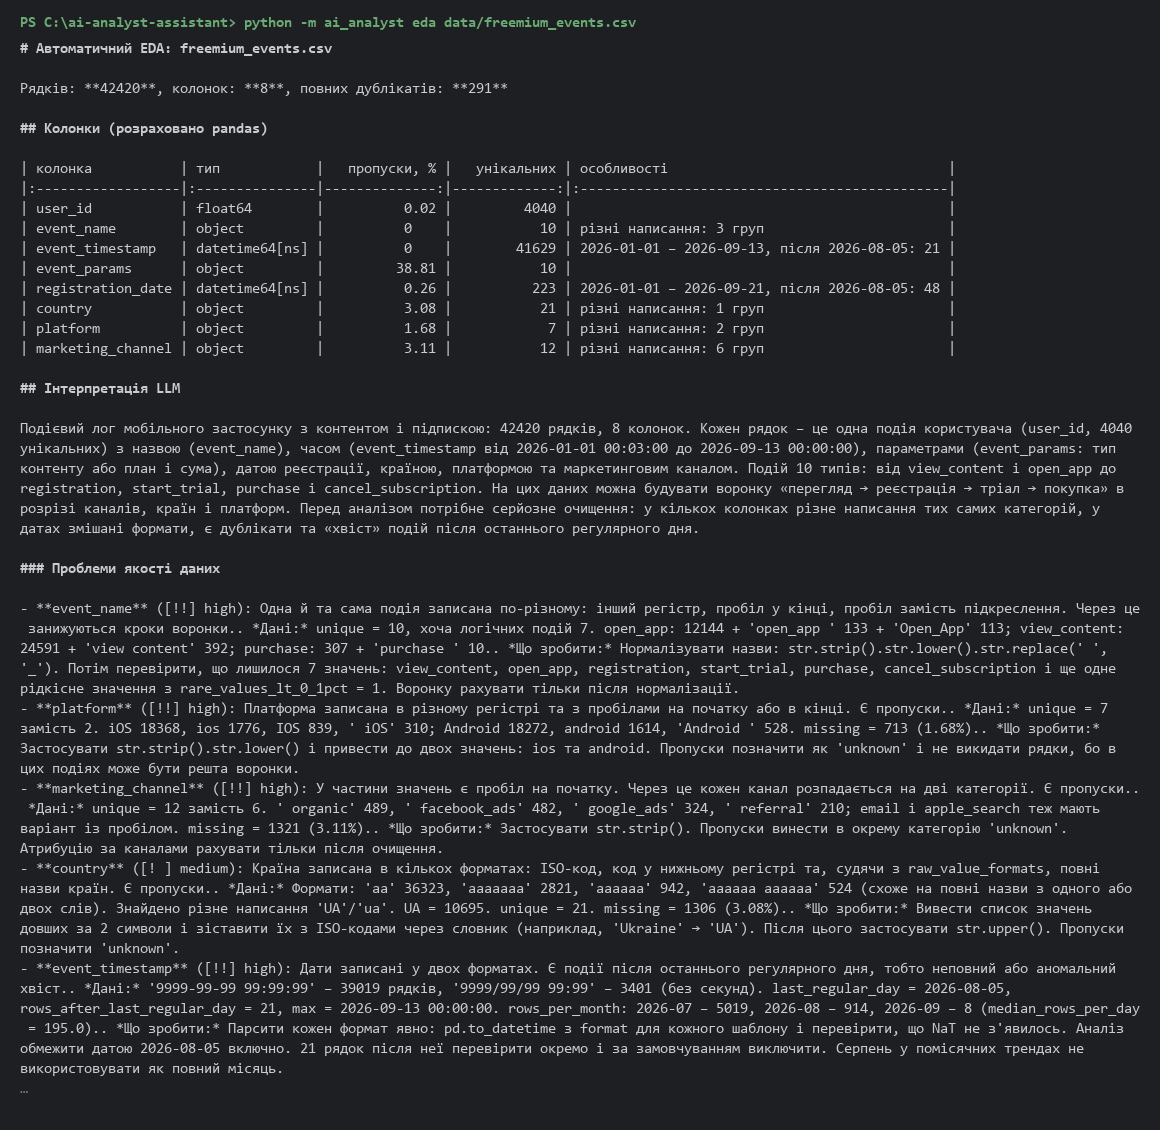 PS C:\ai-analyst-assistant> python -m ai_analyst eda data/freemium_events.csv
# Автоматичний EDA: freemium_events.csv
Рядків: **42420**, колонок: **8**, повних дублікатів: **291**
## Колонки (розраховано pandas)
| колонка           | тип            |   пропуски, % |   унікальних | особливості                                   |
|:------------------|:---------------|--------------:|-------------:|:----------------------------------------------|
| user_id           | float64        |          0.02 |         4040 |                                               |
| event_name        | object         |          0    |           10 | різні написання: 3 груп                       |
| event_timestamp   | datetime64[ns] |          0    |        41629 | 2026-01-01 – 2026-09-13, після 2026-08-05: 21 |
| event_params      | object         |         38.81 |           10 |                                               |
| registration_date | datetime64[ns] |          0.26 |          223 | 2026-01-01 – 2026-09-21, після 2026-08-05: 48 |
| country           | object         |          3.08 |           21 | різні написання: 1 груп                       |
| platform          | object         |          1.68 |            7 | різні написання: 2 груп                       |
| marketing_channel | object         |          3.11 |           12 | різні написання: 6 груп                       |
## Інтерпретація LLM
Подієвий лог мобільного застосунку з контентом і підпискою: 42420 рядків, 8 колонок. Кожен рядок – це одна подія користувача (user_id, 4040
унікальних) з назвою (event_name), часом (event_timestamp від 2026-01-01 00:03:00 до 2026-09-13 00:00:00), параметрами (event_params: тип
контенту або план і сума), датою реєстрації, країною, платформою та маркетинговим каналом. Подій 10 типів: від view_content і open_app до
registration, start_trial, purchase і cancel_subscription. На цих даних можна будувати воронку «перегляд → реєстрація → тріал → покупка» в
розрізі каналів, країн і платформ. Перед аналізом потрібне серйозне очищення: у кількох колонках різне написання тих самих категорій, у
датах змішані формати, є дублікати та «хвіст» подій після останнього регулярного дня.
### Проблеми якості даних
- **event_name** ([!!] high): Одна й та сама подія записана по-різному: інший регістр, пробіл у кінці, пробіл замість підкреслення. Через це
занижуються кроки воронки.. *Дані:* unique = 10, хоча логічних подій 7. open_app: 12144 + 'open_app ' 133 + 'Open_App' 113; view_content:
24591 + 'view content' 392; purchase: 307 + 'purchase ' 10.. *Що зробити:* Нормалізувати назви: str.strip().str.lower().str.replace(' ',
'_'). Потім перевірити, що лишилося 7 значень: view_content, open_app, registration, start_trial, purchase, cancel_subscription і ще одне
рідкісне значення з rare_values_lt_0_1pct = 1. Воронку рахувати тільки після нормалізації.
- **platform** ([!!] high): Платформа записана в різному регістрі та з пробілами на початку або в кінці. Є пропуски.. *Дані:* unique = 7
замість 2. iOS 18368, ios 1776, IOS 839, ' iOS' 310; Android 18272, android 1614, 'Android ' 528. missing = 713 (1.68%).. *Що зробити:*
Застосувати str.strip().str.lower() і привести до двох значень: ios та android. Пропуски позначити як 'unknown' і не викидати рядки, бо в
цих подіях може бути решта воронки.
- **marketing_channel** ([!!] high): У частини значень є пробіл на початку. Через це кожен канал розпадається на дві категорії. Є пропуски..
*Дані:* unique = 12 замість 6. ' organic' 489, ' facebook_ads' 482, ' google_ads' 324, ' referral' 210; email і apple_search теж мають
варіант із пробілом. missing = 1321 (3.11%).. *Що зробити:* Застосувати str.strip(). Пропуски винести в окрему категорію 'unknown'.
Атрибуцію за каналами рахувати тільки після очищення.
- **country** ([! ] medium): Країна записана в кількох форматах: ISO-код, код у нижньому регістрі та, судячи з raw_value_formats, повні
назви країн. Є пропуски.. *Дані:* Формати: 'aa' 36323, 'aaaaaaa' 2821, 'aaaaaa' 942, 'aaaaaa aaaaaa' 524 (схоже на повні назви з одного або
двох слів). Знайдено різне написання 'UA'/'ua'. UA = 10695. unique = 21. missing = 1306 (3.08%).. *Що зробити:* Вивести список значень
довших за 2 символи і зіставити їх з ISO-кодами через словник (наприклад, 'Ukraine' → 'UA'). Після цього застосувати str.upper(). Пропуски
позначити 'unknown'.
- **event_timestamp** ([!!] high): Дати записані у двох форматах. Є події після останнього регулярного дня, тобто неповний або аномальний
хвіст.. *Дані:* '9999-99-99 99:99:99' – 39019 рядків, '9999/99/99 99:99' – 3401 (без секунд). last_regular_day = 2026-08-05,
rows_after_last_regular_day = 21, max = 2026-09-13 00:00:00. rows_per_month: 2026-07 – 5019, 2026-08 – 914, 2026-09 – 8 (median_rows_per_day
= 195.0).. *Що зробити:* Парсити кожен формат явно: pd.to_datetime з format для кожного шаблону і перевірити, що NaT не з'явилось. Аналіз
обмежити датою 2026-08-05 включно. 21 рядок після неї перевірити окремо і за замовчуванням виключити. Серпень у помісячних трендах не
використовувати як повний місяць.
…